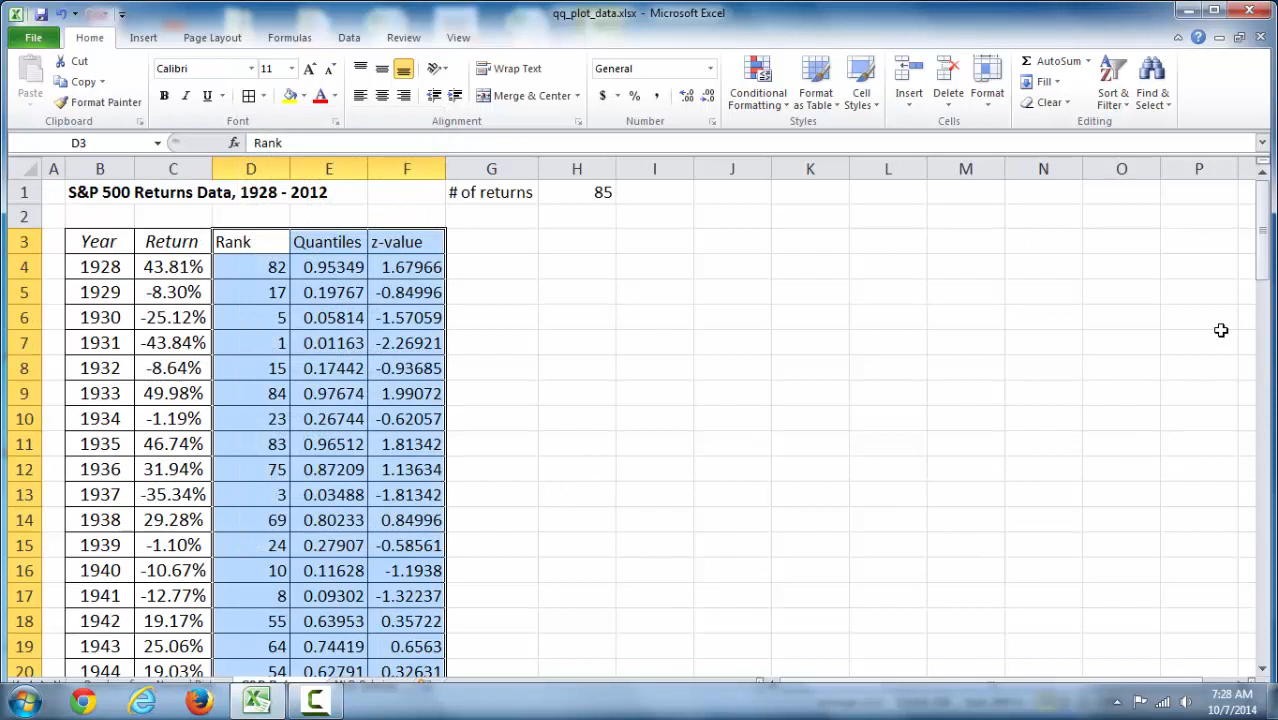 qq_plot_data.xlsx - Microsoft Excel
File Home Insert Page Layout Formulas Data Review View
Paste Cut Copy Format Painter Clipboard
Calibri 11 A A B I U A Font
Wrap Text Merge & Center Alignment
General $ % , Number
Conditional Formatting Format as Table Cell Styles Styles
Insert Delete Format Cells
Σ AutoSum Fill Clear Sort & Filter Find & Select Editing
D3 fx Rank
A B C D E F G H I J K L M N O P
1 S&P 500 Returns Data, 1928 - 2012 # of returns 85
2
3 Year Return Rank Quantiles z-value
4 1928 43.81% 82 0.95349 1.67966
5 1929 -8.30% 17 0.19767 -0.84996
6 1930 -25.12% 5 0.05814 -1.57059
7 1931 -43.84% 1 0.01163 -2.26921
8 1932 -8.64% 15 0.17442 -0.93685
9 1933 49.98% 84 0.97674 1.99072
10 1934 -1.19% 23 0.26744 -0.62057
11 1935 46.74% 83 0.96512 1.81342
12 1936 31.94% 75 0.87209 1.13634
13 1937 -35.34% 3 0.03488 -1.81342
14 1938 29.28% 69 0.80233 0.84996
15 1939 -1.10% 24 0.27907 -0.58561
16 1940 -10.67% 10 0.11628 -1.1938
17 1941 -12.77% 8 0.09302 -1.32237
18 1942 19.17% 55 0.63953 0.35722
19 1943 25.06% 64 0.74419 0.6563
20 1944 19.03% 54 0.62791 0.32631
7:28 AM
10/7/2014